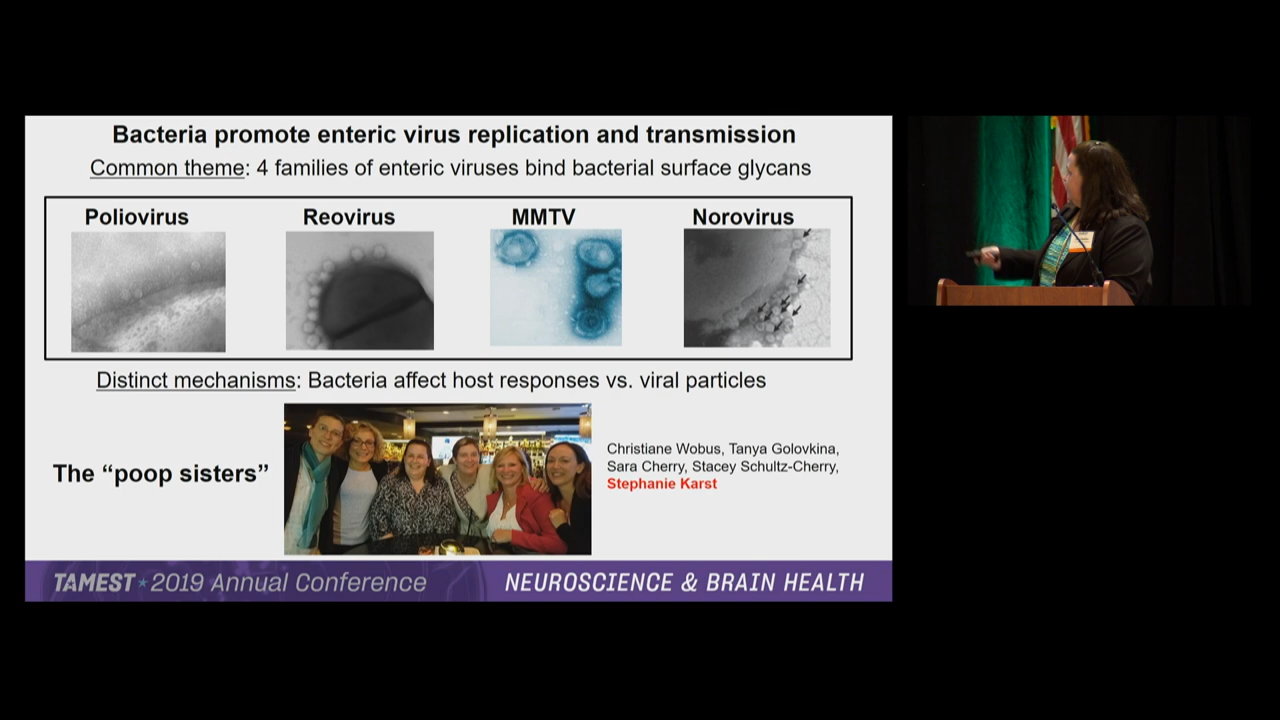 Bacteria promote enteric virus replication and transmission
Common theme: 4 families of enteric viruses bind bacterial surface glycans
Poliovirus Reovirus MMTV Norovirus
Distinct mechanisms: Bacteria affect host responses vs. viral particles
The “poop sisters”
Christiane Wobus, Tanya Golovkina,
Sara Cherry, Stacey Schultz-Cherry,
Stephanie Karst
TAMEST ★ 2019 Annual Conference NEUROSCIENCE & BRAIN HEALTH